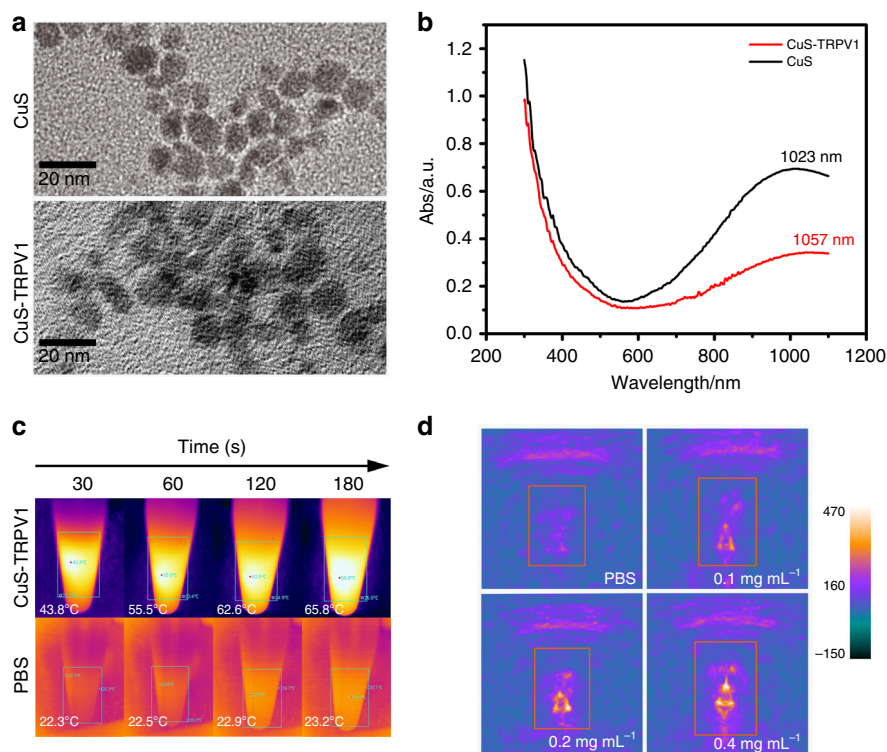 a
CuS
20 nm
CuS-TRPV1
20 nm
b
CuS-TRPV1
CuS
1023 nm
1057 nm
Abs/a.u.
1.2
1.0
0.8
0.6
0.4
0.2
0.0
200 400 600 800 1000 1200
Wavelength/nm
c
Time (s)
30 60 120 180
CuS-TRPV1
43.8°C 55.5°C 62.6°C 65.8°C
PBS
22.3°C 22.5°C 22.9°C 23.2°C
d
PBS
0.1 mg mL⁻¹
0.2 mg mL⁻¹
0.4 mg mL⁻¹
470
160
−150